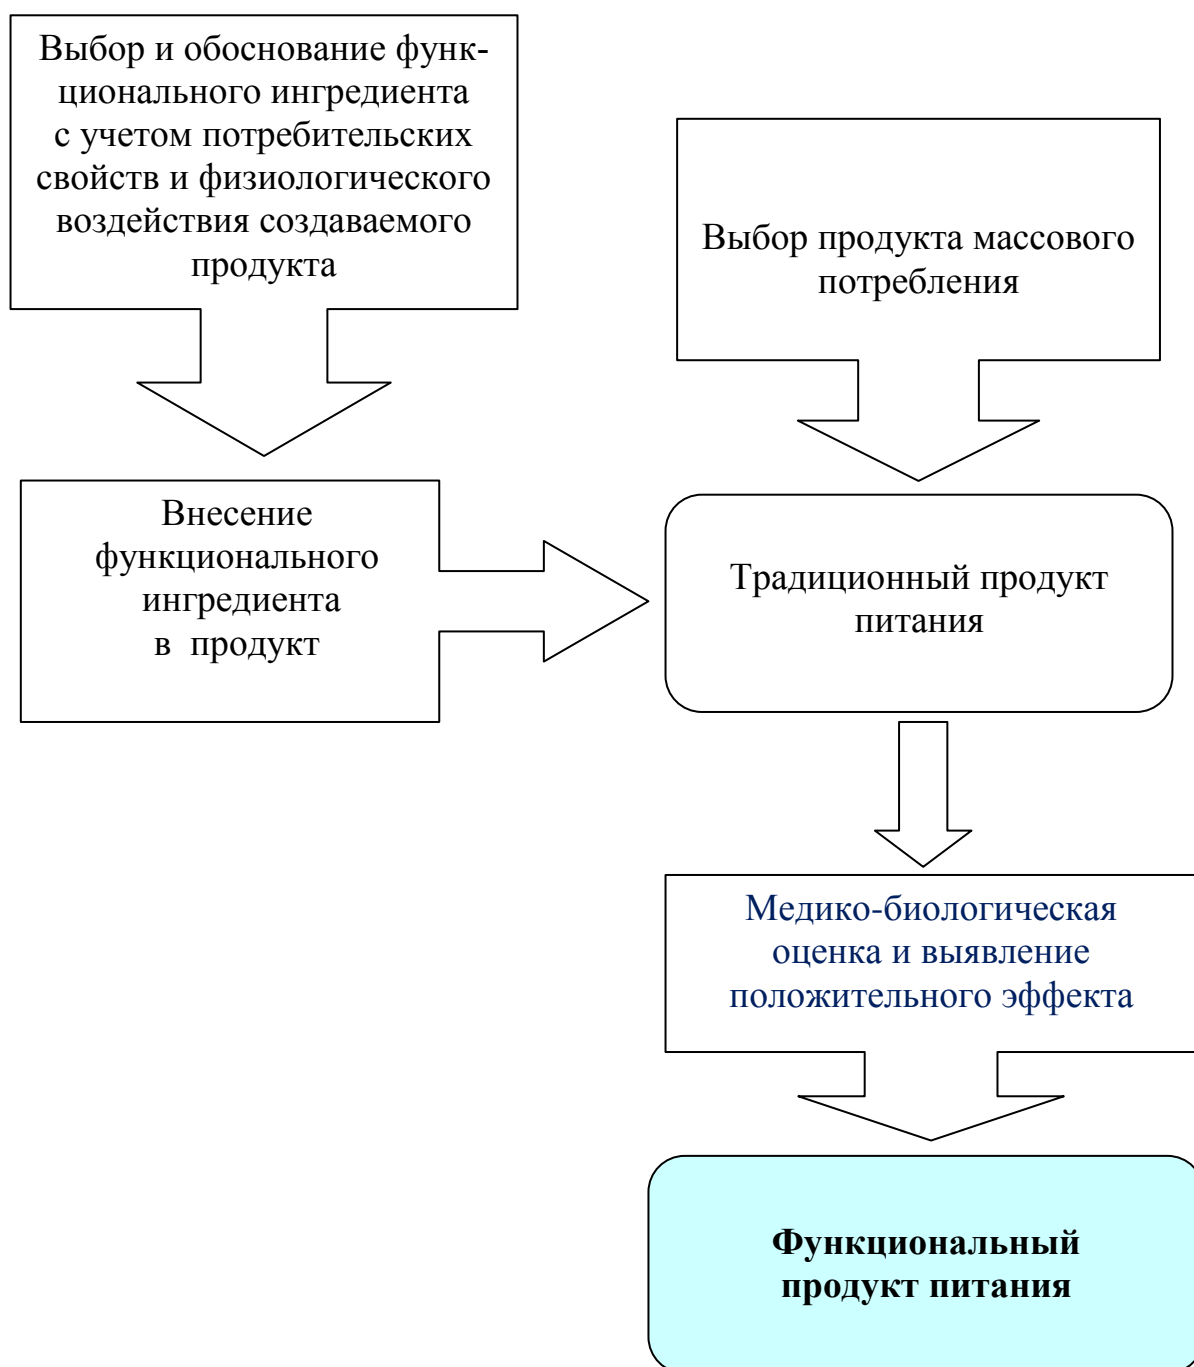 Выбор и обоснование функ-
ционального ингредиента
с учетом потребительских
свойств и физиологического
воздействия создаваемого
продукта
Выбор продукта массового
потребления
Внесение
функционального
ингредиента
в продукт
Традиционный продукт
питания
Медико-биологическая
оценка и выявление
положительного эффекта
Функциональный
продукт питания